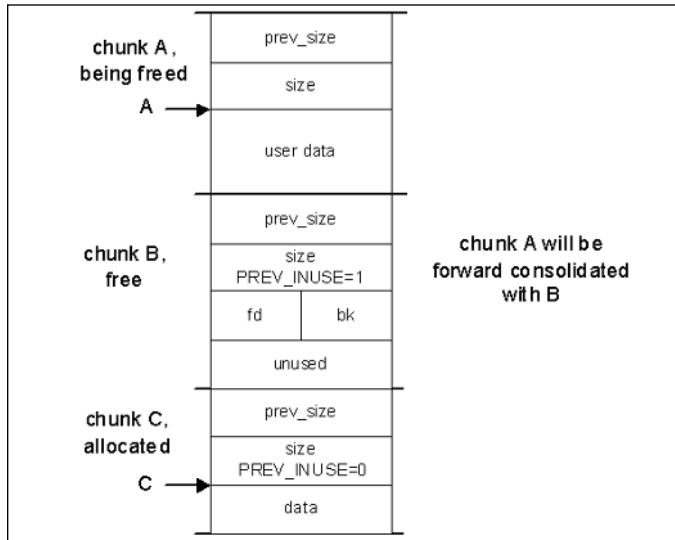 prev_size
chunk A,
being freed
size
A
user data
prev_size
chunk B,
free
size
PREV_INUSE=1
chunk A will be
forward consolidated
with B
fd bk
unused
prev_size
chunk C,
allocated
size
PREV_INUSE=0
C
data